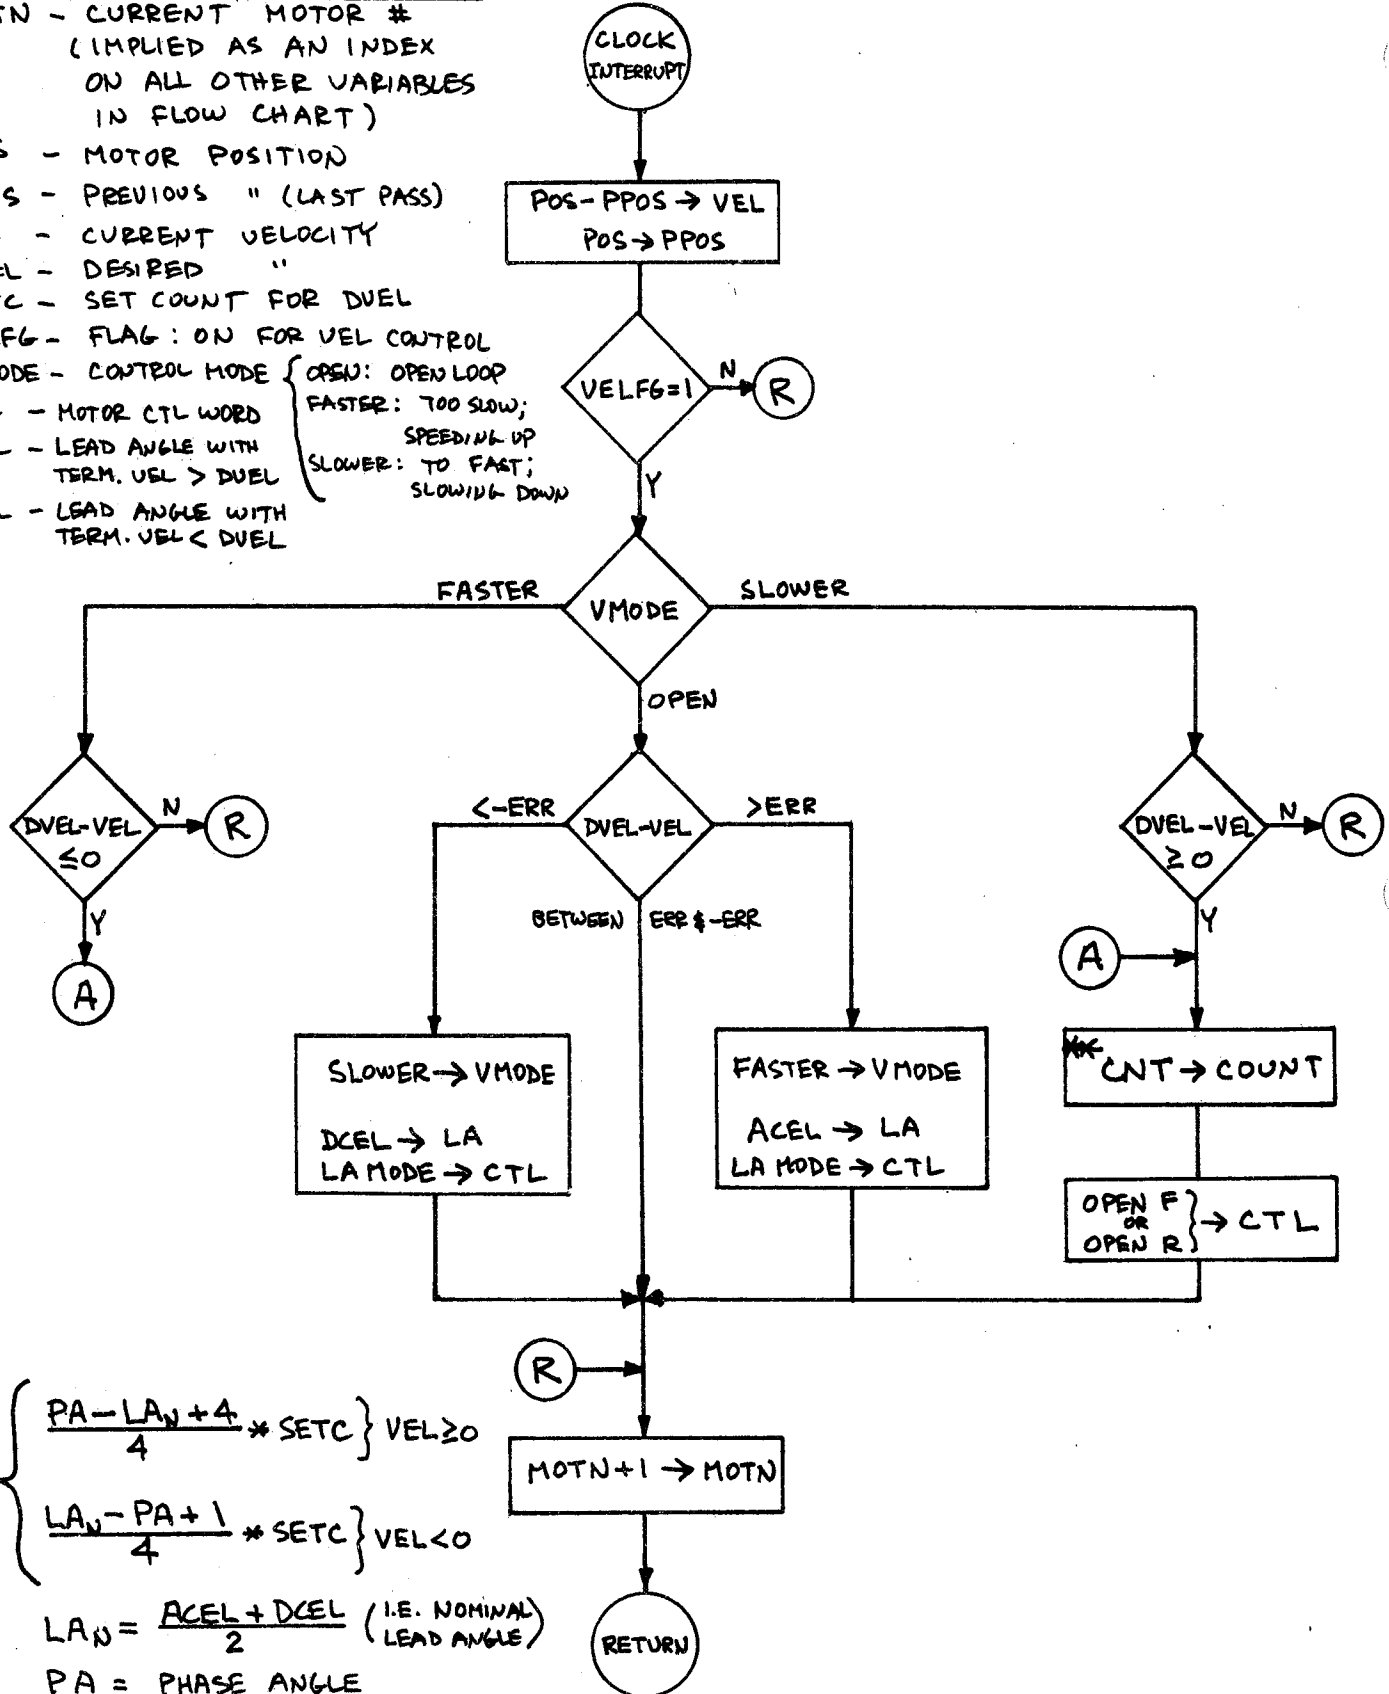 TN - CURRENT MOTOR #
(IMPLIED AS AN INDEX
ON ALL OTHER VARIABLES
IN FLOW CHART)
S - MOTOR POSITION
S - PREVIOUS " (LAST PASS)
- CURRENT VELOCITY
EL - DESIRED "
TC - SET COUNT FOR DVEL
FG - FLAG: ON FOR VEL CONTROL
ODE - CONTROL MODE { OPEN: OPEN LOOP
FASTER: TOO SLOW;
SPEEDING UP
SLOWER: TO FAST;
SLOWING DOWN
- MOTOR CTL WORD
L - LEAD ANGLE WITH
TERM. VEL > DVEL
L - LEAD ANGLE WITH
TERM. VEL < DVEL
CLOCK
INTERRUPT
POS-PPOS → VEL
POS → PPOS
VELFG=1
N
R
Y
VMODE
FASTER
SLOWER
OPEN
DVEL-VEL
≤0
N
R
Y
A
DVEL-VEL
<-ERR
>ERR
BETWEEN ERR & -ERR
DVEL-VEL
≥0
N
R
Y
A
SLOWER → VMODE
DCEL → LA
LA MODE → CTL
FASTER → VMODE
ACEL → LA
LA MODE → CTL
** CNT → COUNT
OPEN F
OR
OPEN R
} → CTL
R
MOTN+1 → MOTN
RETURN
{ PA-LAN+4
4
* SETC } VEL≥0
LAN-PA+1
4
* SETC } VEL<0
LAN = ACEL+DCEL
2
(I.E. NOMINAL
LEAD ANGLE)
PA = PHASE ANGLE